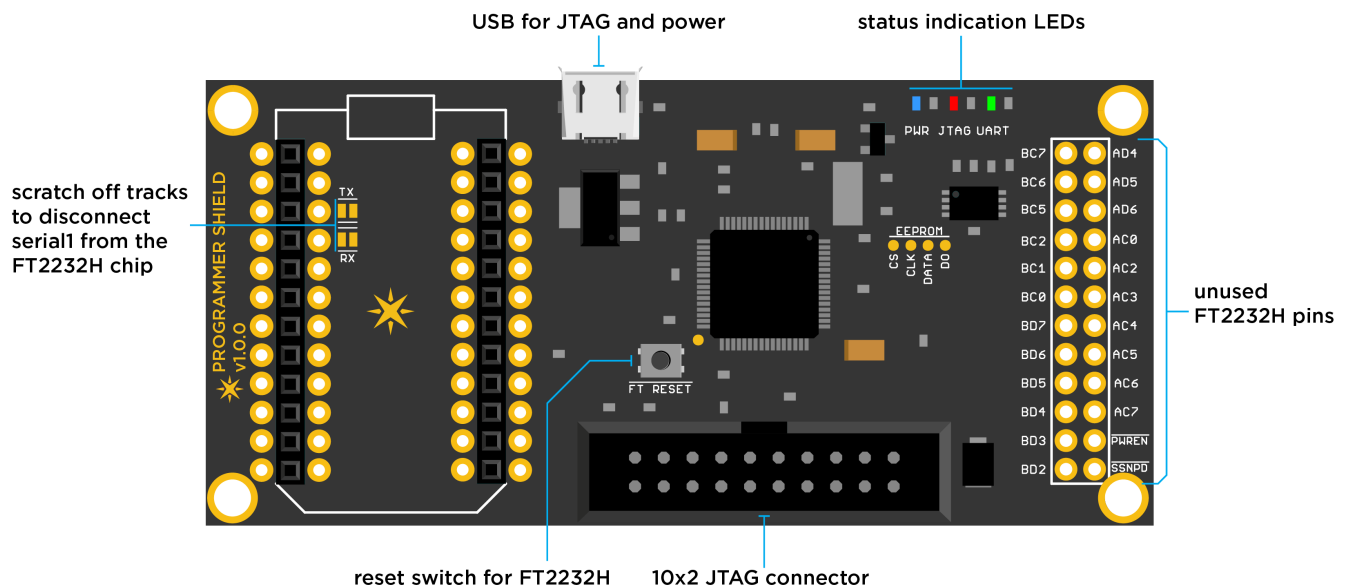 USB for JTAG and power
status indication LEDs
PWR JTAG UART
scratch off tracks
to disconnect
serial1 from the
FT2232H chip
TX
RX
PROGRAMMER SHIELD
v1.0.0
EEPROM
CS
CLK
DATA
DO
FT RESET
BC7 AD4
BC6 AD5
BC5 AD6
BC2 AC0
BC1 AC2
BC0 AC3
BD7 AC4
BD6 AC5
BD5 AC6
BD4 AC7
BD3 PWREN
BD2 SSNPD
unused
FT2232H pins
reset switch for FT2232H
10x2 JTAG connector